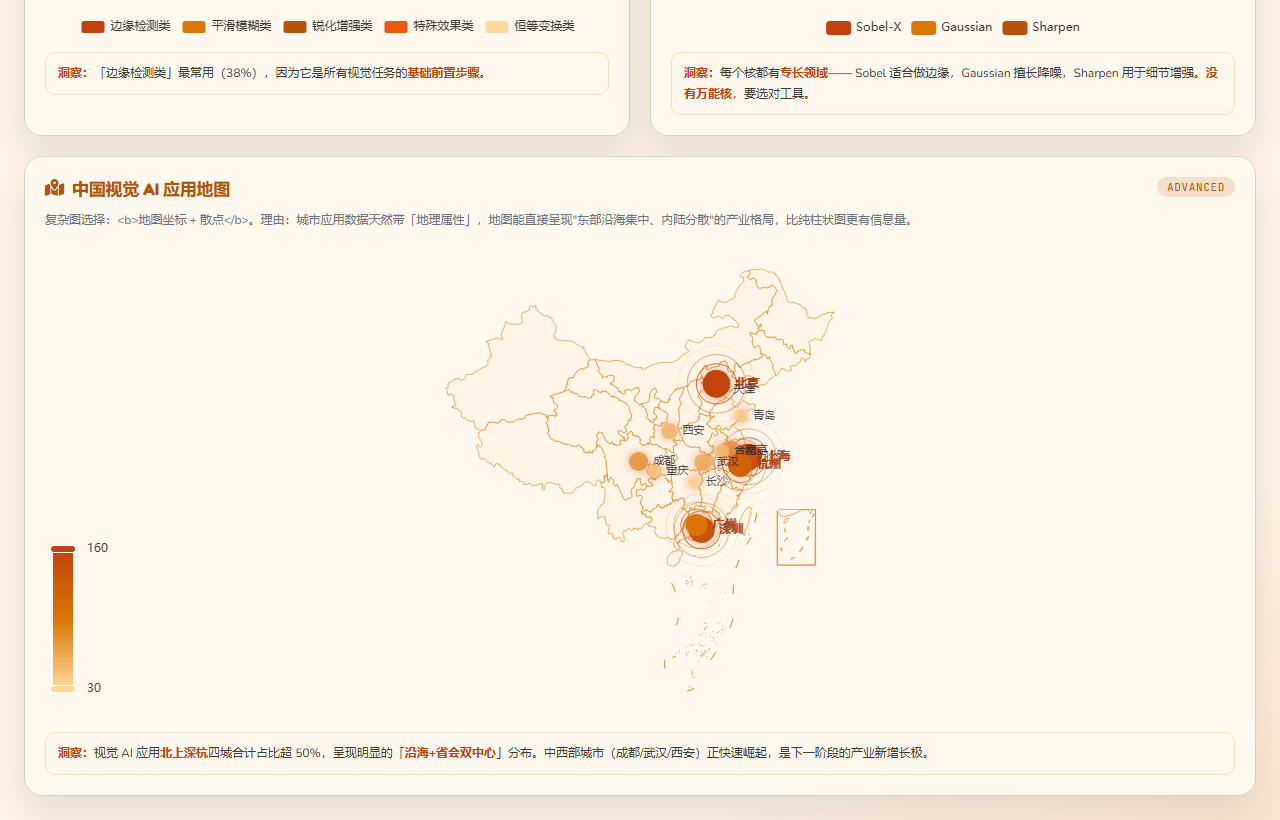 边缘检测类 平滑模糊类 锐化增强类 特殊效果类 恒等变换类
洞察：「边缘检测类」最常用（38%），因为它是所有视觉任务的基础前置步骤。
Sobel-X Gaussian Sharpen
洞察：每个核都有专长领域—— Sobel 适合做边缘，Gaussian 擅长降噪，Sharpen 用于细节增强。没
有万能核，要选对工具。
中国视觉 AI 应用地图
ADVANCED
复杂图选择：<b>地图坐标 + 散点</b>。理由：城市应用数据天然带「地理属性」，地图能直接呈现"东部沿海集中、内陆分散"的产业格局，比纯柱状图更有信息量。
北京
天津
青岛
西安
上海
杭州
成都
武汉
重庆
长沙
广州
深圳
160
30
洞察：视觉 AI 应用北上深杭四城合计占比超 50%，呈现明显的「沿海+省会双中心」分布。中西部城市（成都/武汉/西安）正快速崛起，是下一阶段的产业新增长极。